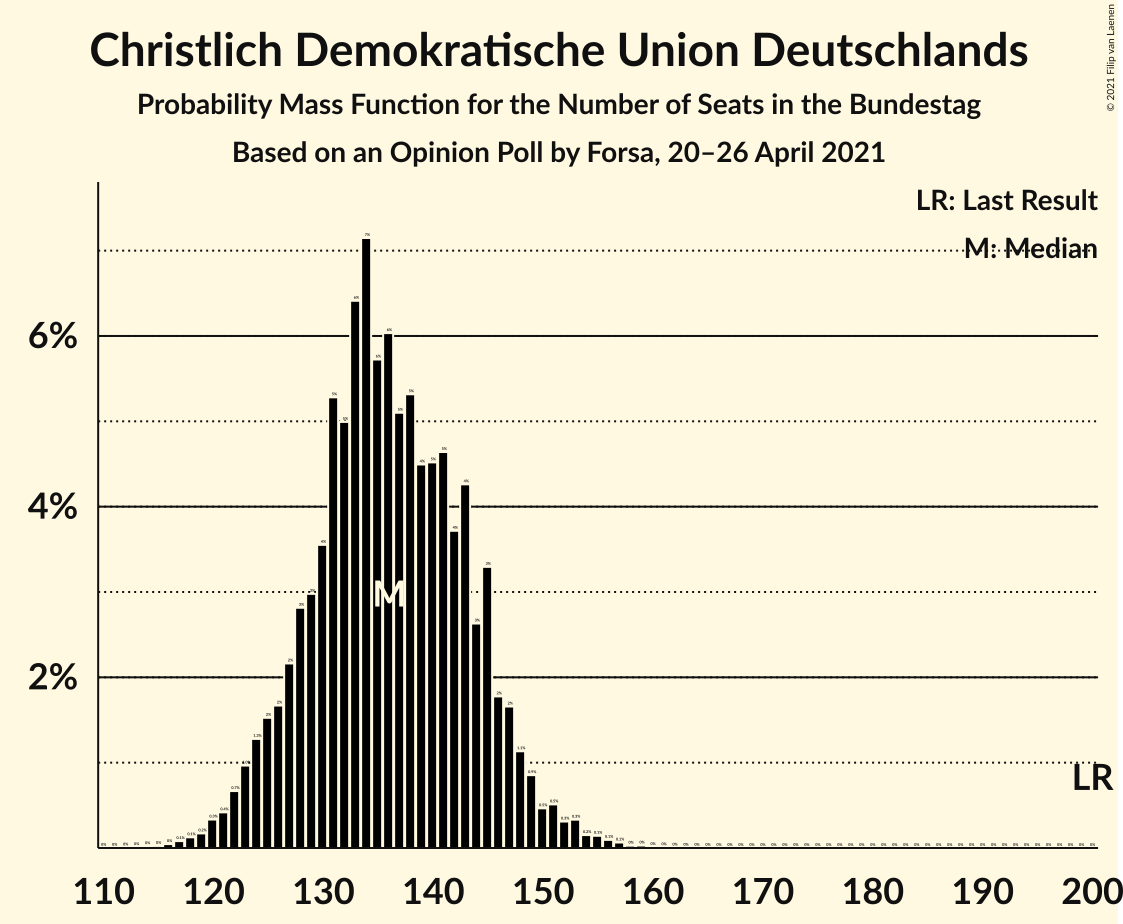 Christlich Demokratische Union Deutschlands
Probability Mass Function for the Number of Seats in the Bundestag
Based on an Opinion Poll by Forsa, 20–26 April 2021
© 2021 Filip van Laenen
LR: Last Result
M: Median
6%
4%
2%
M
LR
110 120 130 140 150 160 170 180 190 200